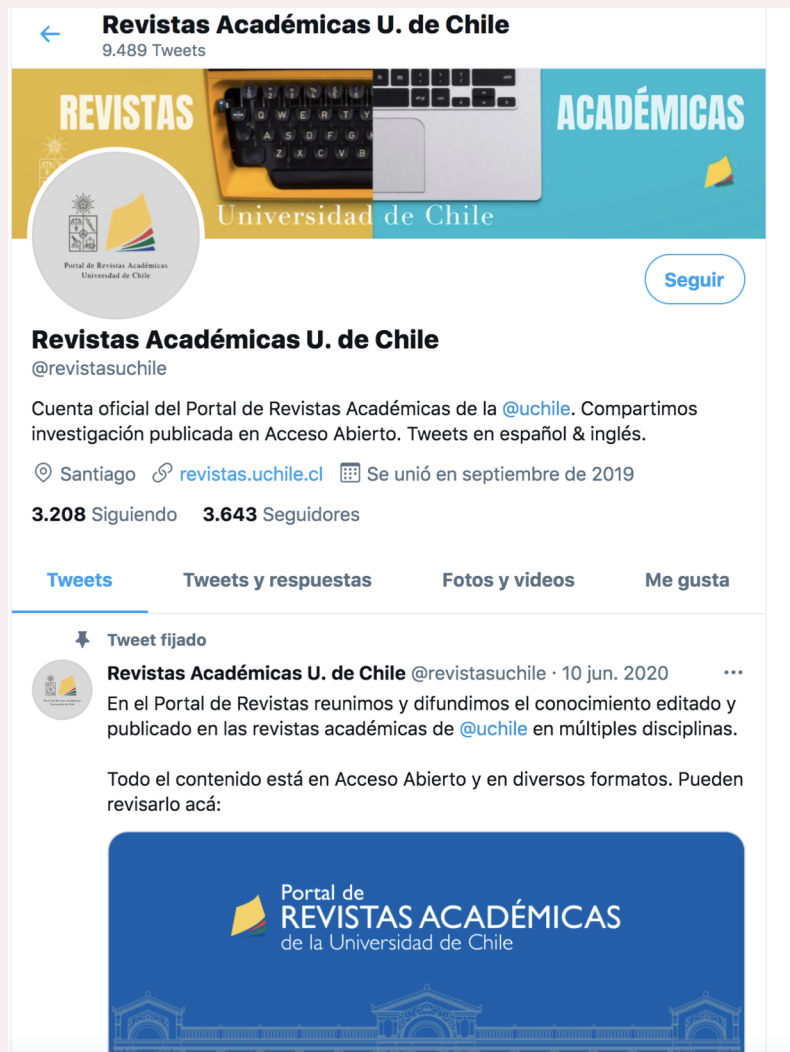 Revistas Académicas U. de Chile
9.489 Tweets
REVISTAS
ACADÉMICAS
Universidad de Chile
Portal de Revistas Académicas
Universidad de Chile
Seguir
Revistas Académicas U. de Chile
@revistasuchile
Cuenta oficial del Portal de Revistas Académicas de la @uchile. Compartimos
investigación publicada en Acceso Abierto. Tweets en español & inglés.
Santiago revistas.uchile.cl Se unió en septiembre de 2019
3.208 Siguiendo 3.643 Seguidores
Tweets Tweets y respuestas Fotos y videos Me gusta
Tweet fijado
Revistas Académicas U. de Chile @revistasuchile · 10 jun. 2020
En el Portal de Revistas reunimos y difundimos el conocimiento editado y
publicado en las revistas académicas de @uchile en múltiples disciplinas.
Todo el contenido está en Acceso Abierto y en diversos formatos. Pueden
revisarlo acá:
Portal de
REVISTAS ACADÉMICAS
de la Universidad de Chile